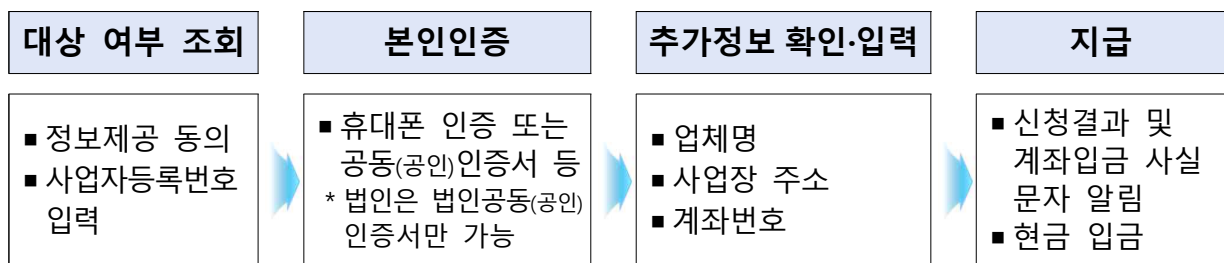 대상 여부 조회
■ 정보제공 동의
■ 사업자등록번호
입력
본인인증
■ 휴대폰 인증 또는
공동(공인)인증서 등
* 법인은 법인공동(공인)
인증서만 가능
추가정보 확인·입력
■ 업체명
■ 사업장 주소
■ 계좌번호
지급
■ 신청결과 및
계좌입금 사실
문자 알림
■ 현금 입금